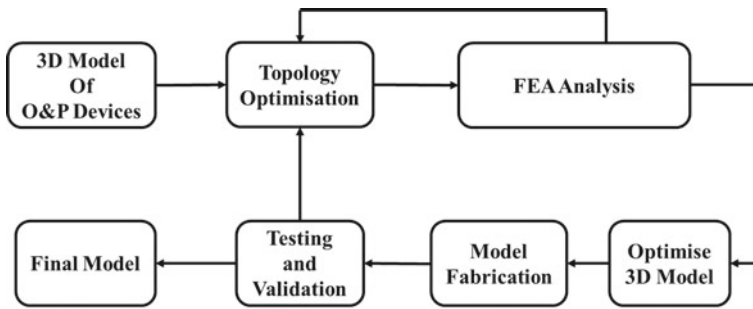 3D Model
Of
O&P Devices
Topology
Optimisation
FEA Analysis
Final Model
Testing
and
Validation
Model
Fabrication
Optimise
3D Model